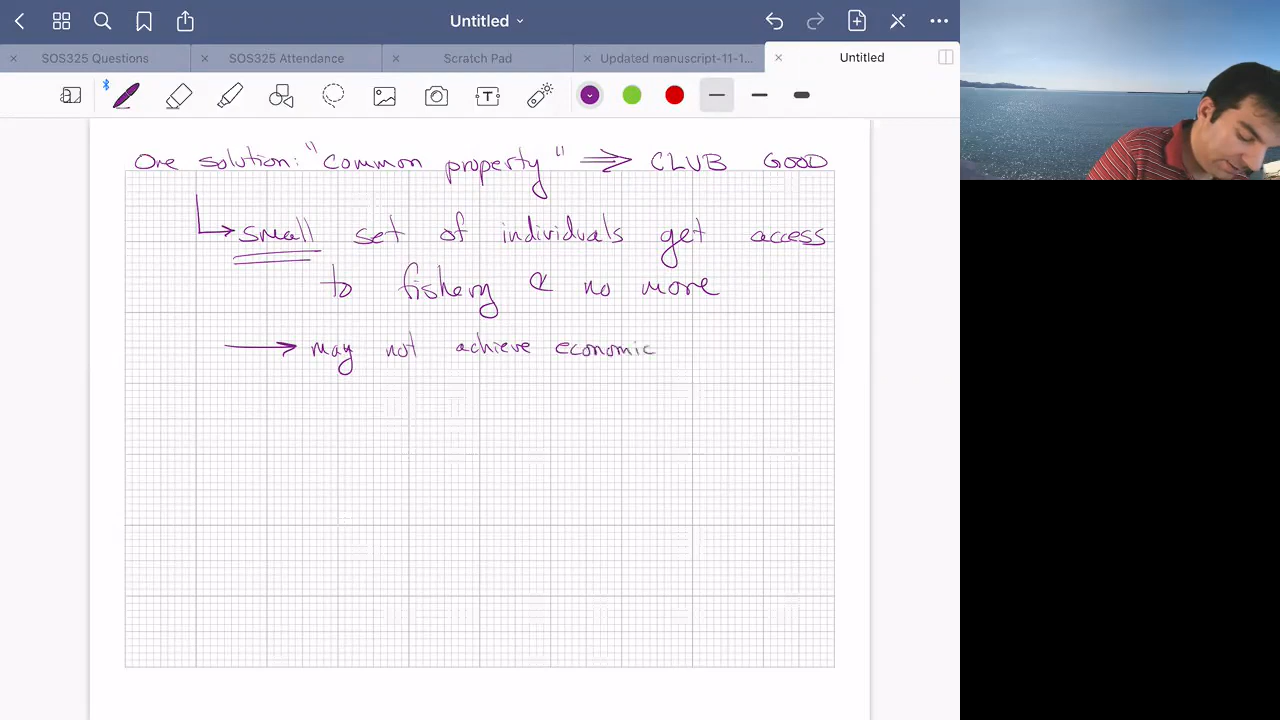 Untitled
SOS325 Questions
SOS325 Attendance
Scratch Pad
Updated manuscript-11-1...
Untitled
One solution: "Common property" ⟹ CLUB GOOD
↳ small set of individuals get access
to fishery & no more
→ may not achieve economic